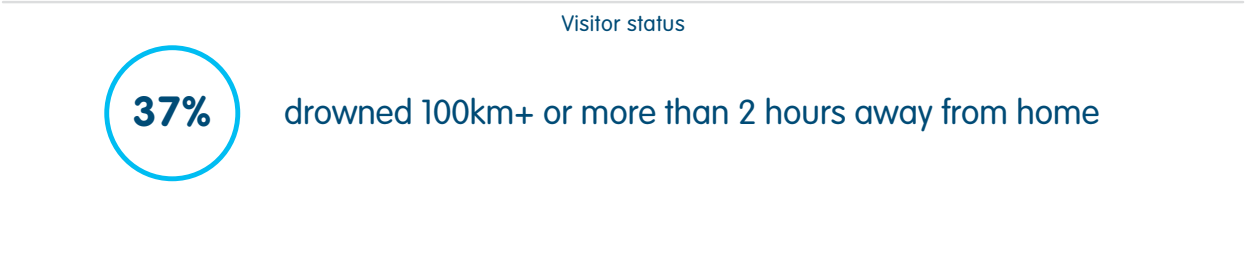 Visitor status
37%
drowned 100km+ or more than 2 hours away from home